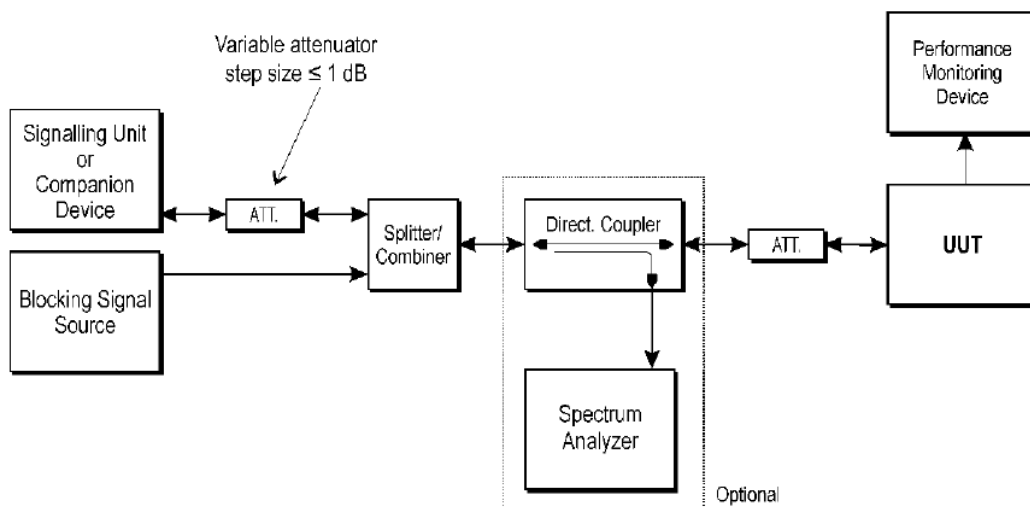 Variable attenuator
step size ≤ 1 dB
Performance
Monitoring
Device
Signalling Unit
or
Companion
Device
ATT.
Splitter/
Combiner
Direct. Coupler
ATT.
UUT
Blocking Signal
Source
Spectrum
Analyzer
Optional